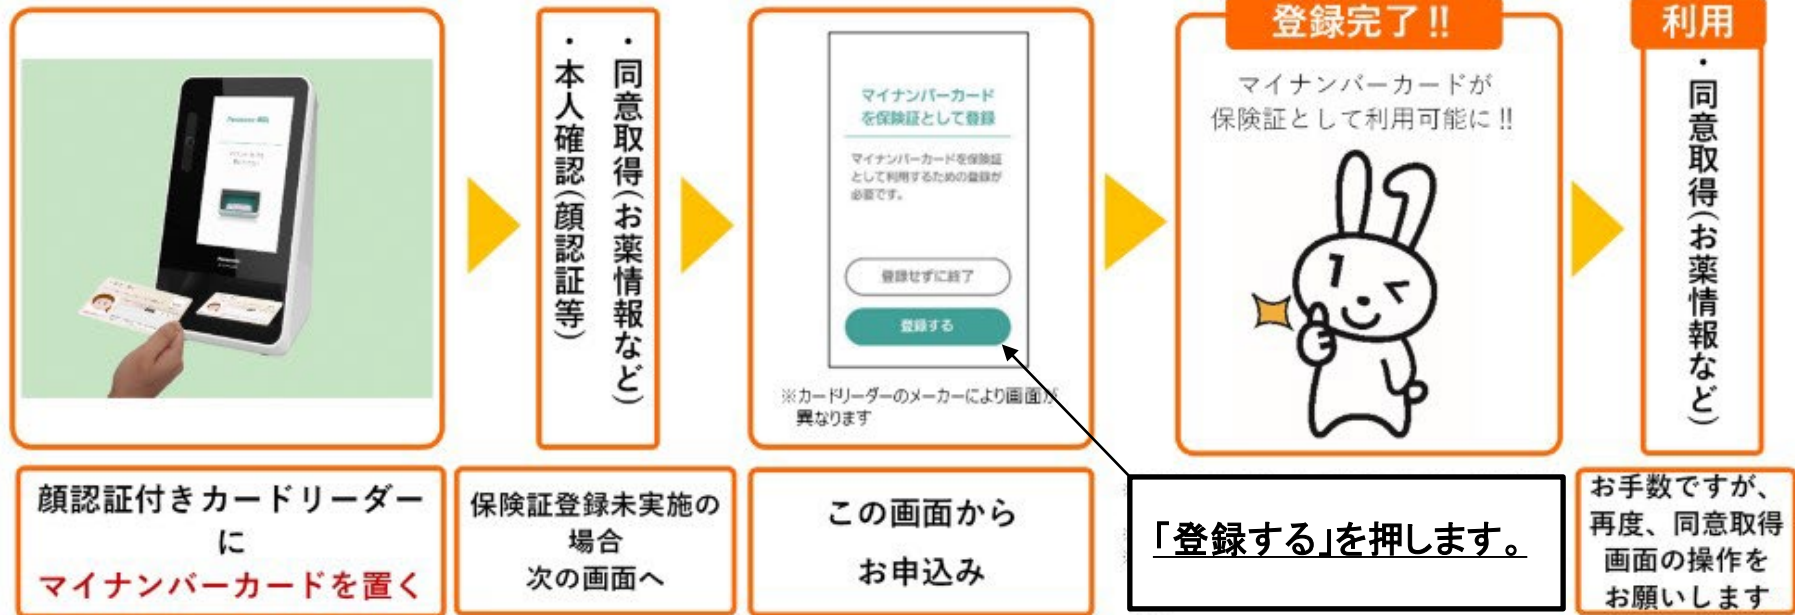 ・本人確認(顔認証等)
・同意取得(お薬情報など)
マイナンバーカード
を保険証として登録
マイナンバーカードを保険証
として利用するための登録が
必要です。
登録せずに終了
登録する
※カードリーダーのメーカーにより画面が
異なります
登録完了!!
マイナンバーカードが
保険証として利用可能に!!
利用
・同意取得(お薬情報など)
顔認証付きカードリーダー
に
マイナンバーカードを置く
保険証登録未実施の
場合
次の画面へ
この画面から
お申込み
「登録する」を押します。
お手数ですが、
再度、同意取得
画面の操作を
お願いします